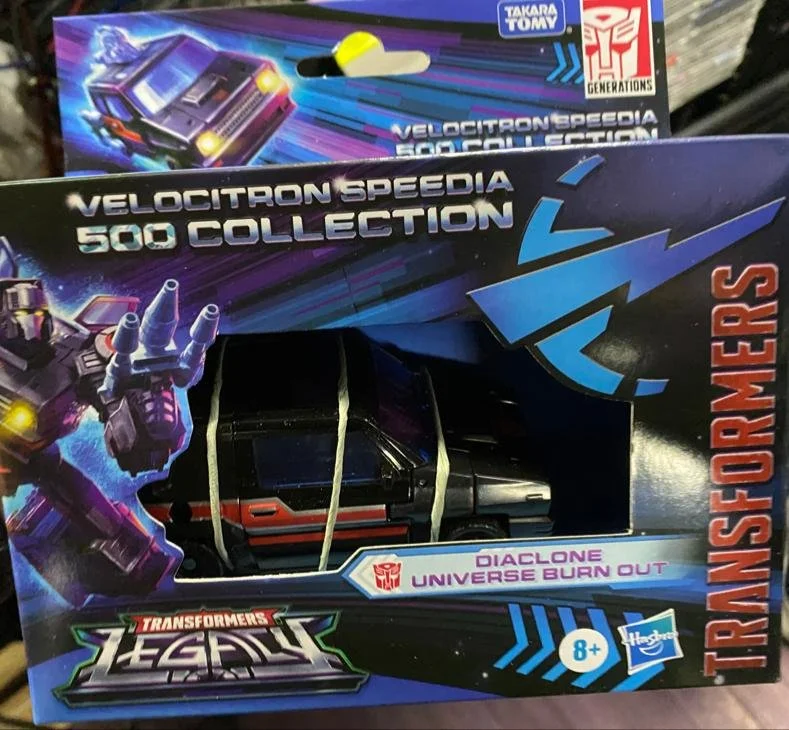 TAKARA
TOMY
GENERATIONS
VELOCITRON SPEEDIA
500 COLLECTION
VELOCITRON SPEEDIA
500 COLLECTION
TRANSFORMERS
DIACLONE
UNIVERSE BURN OUT
TRANSFORMERS
LEGACY
8+
Hasbro